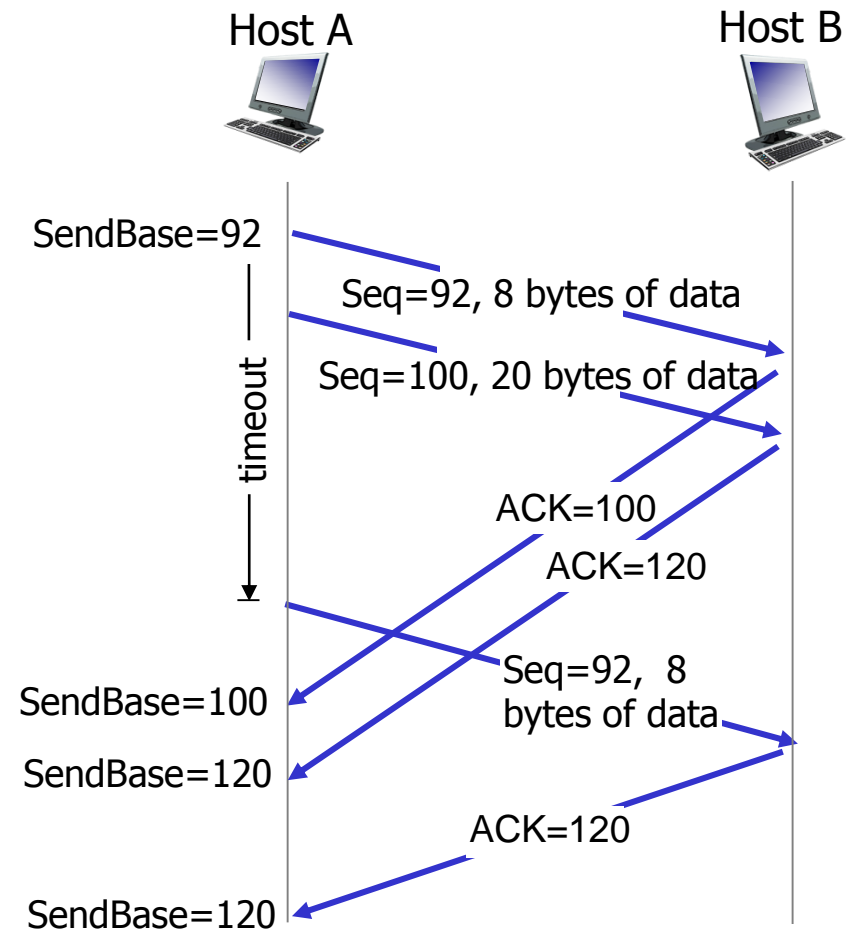 Host A
Host B
SendBase=92
Seq=92, 8 bytes of data
Seq=100, 20 bytes of data
timeout
ACK=100
ACK=120
Seq=92, 8
bytes of data
SendBase=100
SendBase=120
ACK=120
SendBase=120